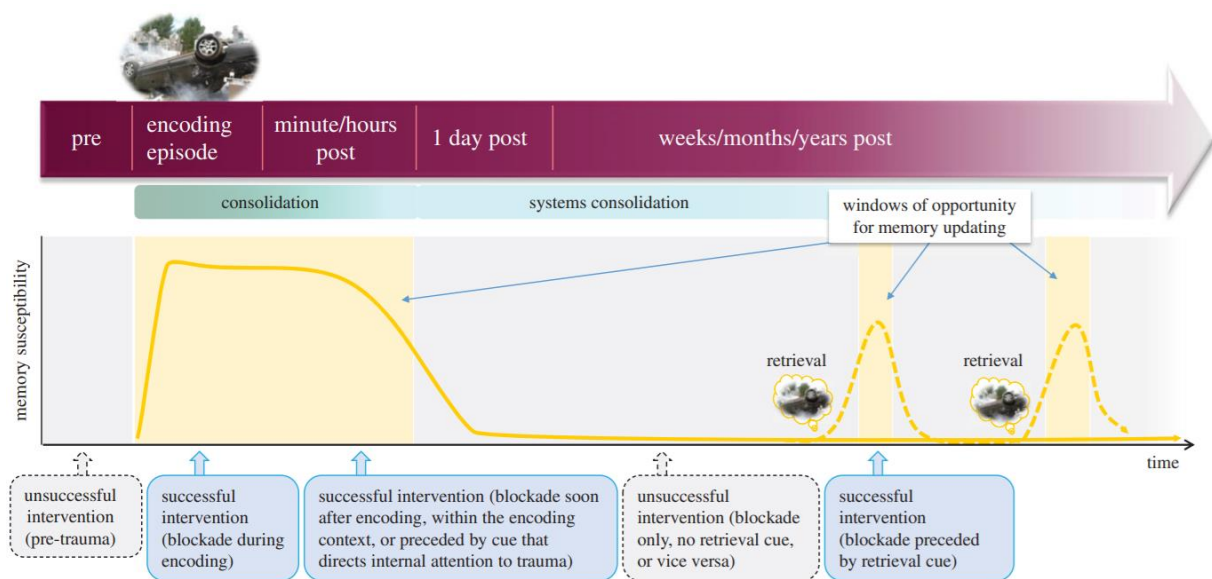 pre
encoding
episode
minute/hours
post
1 day post
weeks/months/years post
consolidation
systems consolidation
windows of opportunity
for memory updating
memory susceptibility
retrieval
retrieval
time
unsuccessful
intervention
(pre-trauma)
successful
intervention
(blockade during
encoding)
successful intervention (blockade soon
after encoding, within the encoding
context, or preceded by cue that
directs internal attention to trauma)
unsuccessful
intervention (blockade
only, no retrieval cue,
or vice versa)
successful
intervention
(blockade preceded
by retrieval cue)